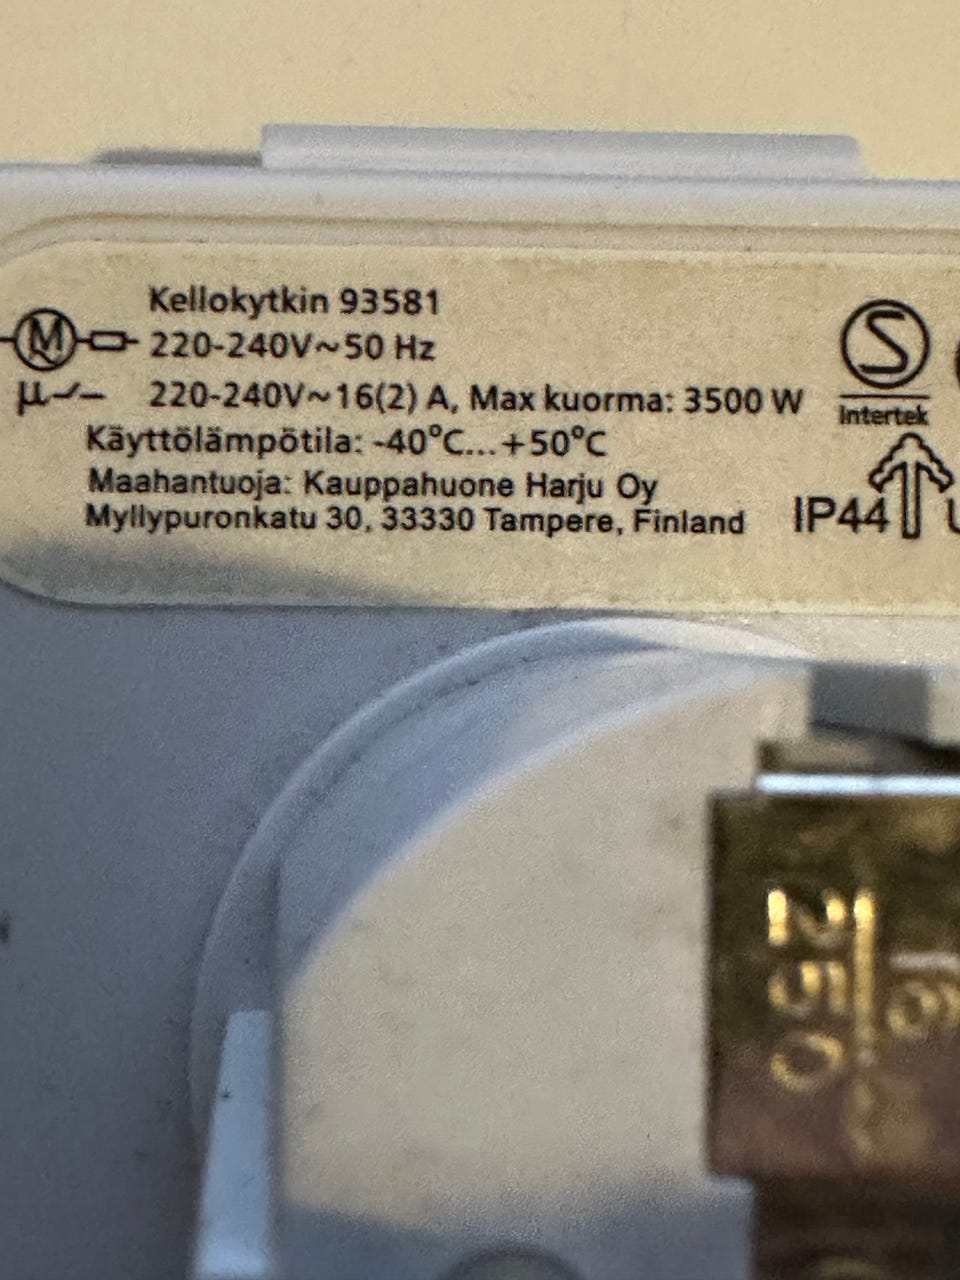 Kellokytkin 93581
M 220-240V~50 Hz
µ 220-240V~16(2) A, Max kuorma: 3500 W
Käyttölämpötila: -40°C...+50°C
Maahantuoja: Kauppahuone Harju Oy
Myllypuronkatu 30, 33330 Tampere, Finland
S
Intertek
IP44
16
250